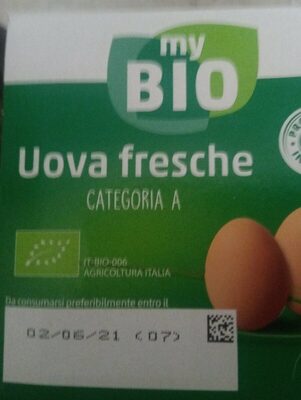 my
BIO
Uova fresche
CATEGORIA A
IT-BIO-006
AGRICOLTURA ITALIA
Da consumarsi preferibilmente entro il
02/06/21 (07)